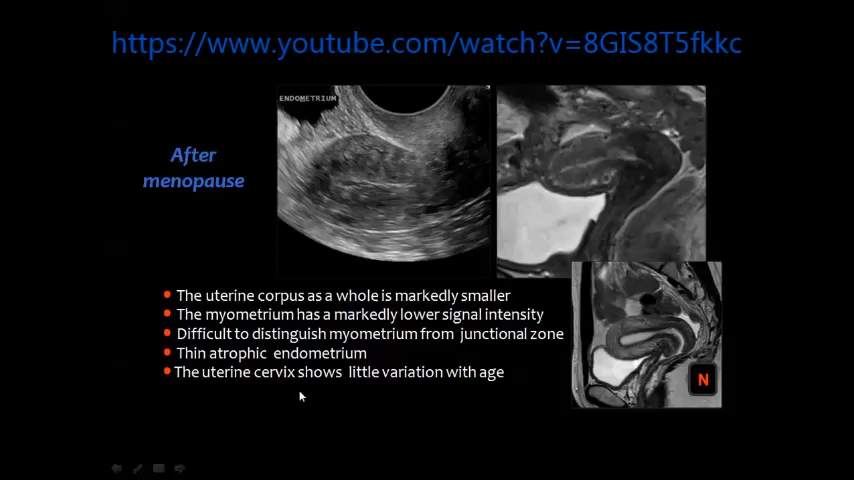 https://www.youtube.com/watch?v=8GIS8T5fkkc
ENDOMETRIUM
After
menopause
The uterine corpus as a whole is markedly smaller
The myometrium has a markedly lower signal intensity
Difficult to distinguish myometrium from junctional zone
Thin atrophic endometrium
The uterine cervix shows little variation with age
N